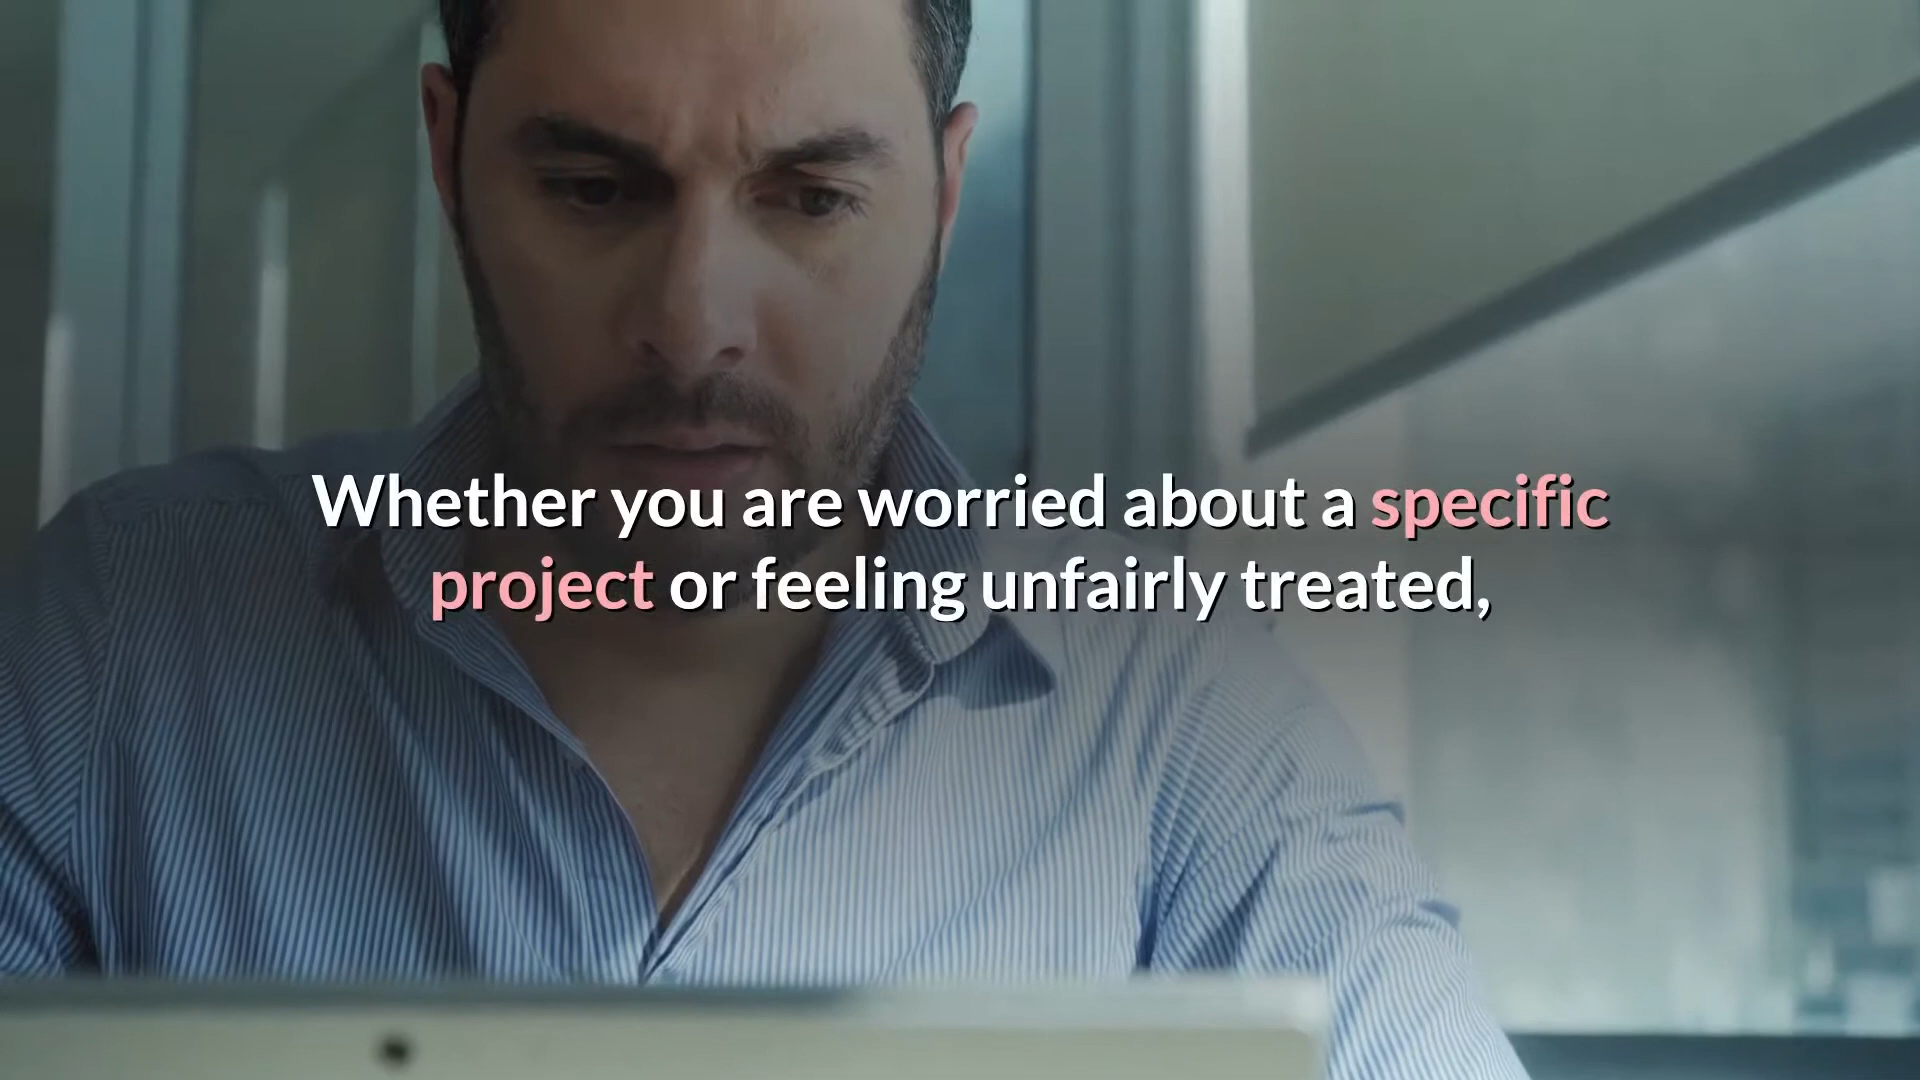 Whether you are worried about a specific
project or feeling unfairly treated,